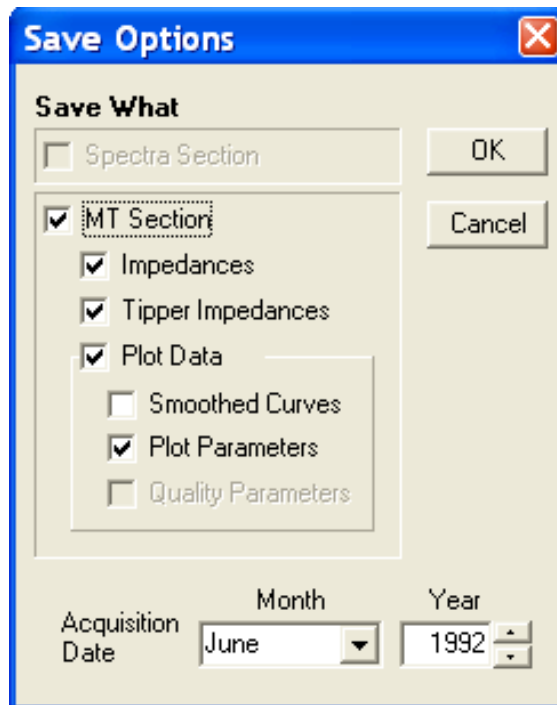 Save Options
Save What
Spectra Section
OK
MT Section
Cancel
Impedances
Tipper Impedances
Plot Data
Smoothed Curves
Plot Parameters
Quality Parameters
Month
Year
Acquisition
Date
June
1992